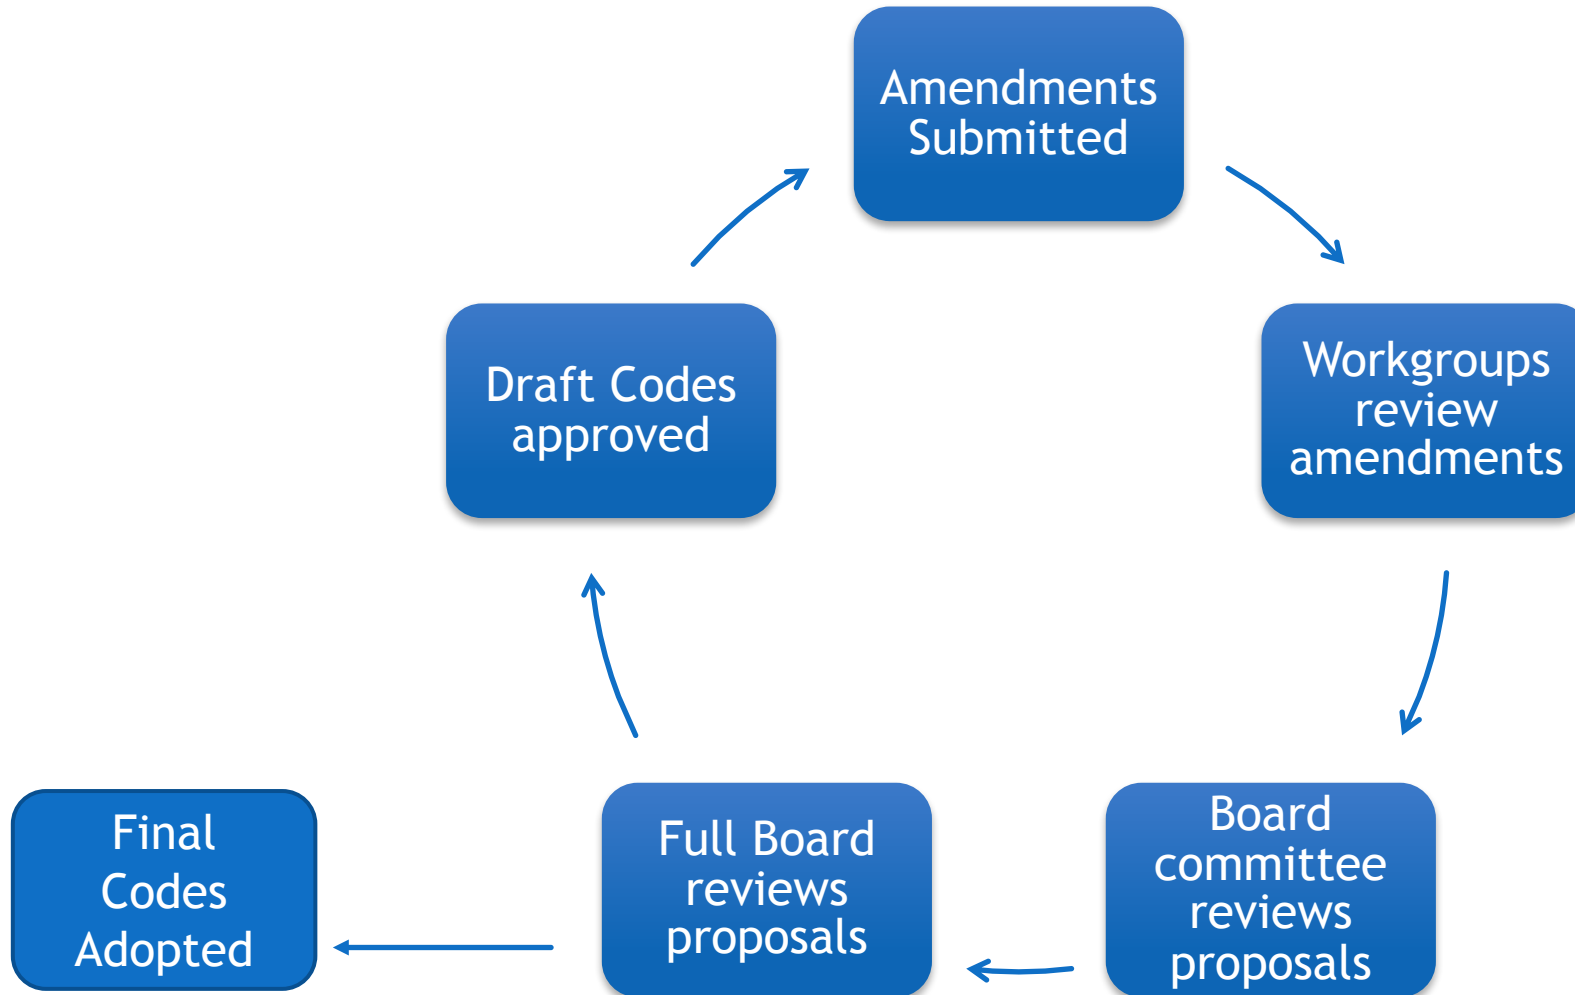 Amendments
Submitted
Workgroups
review
amendments
Board
committee
reviews
proposals
Full Board
reviews
proposals
Draft Codes
approved
Final
Codes
Adopted